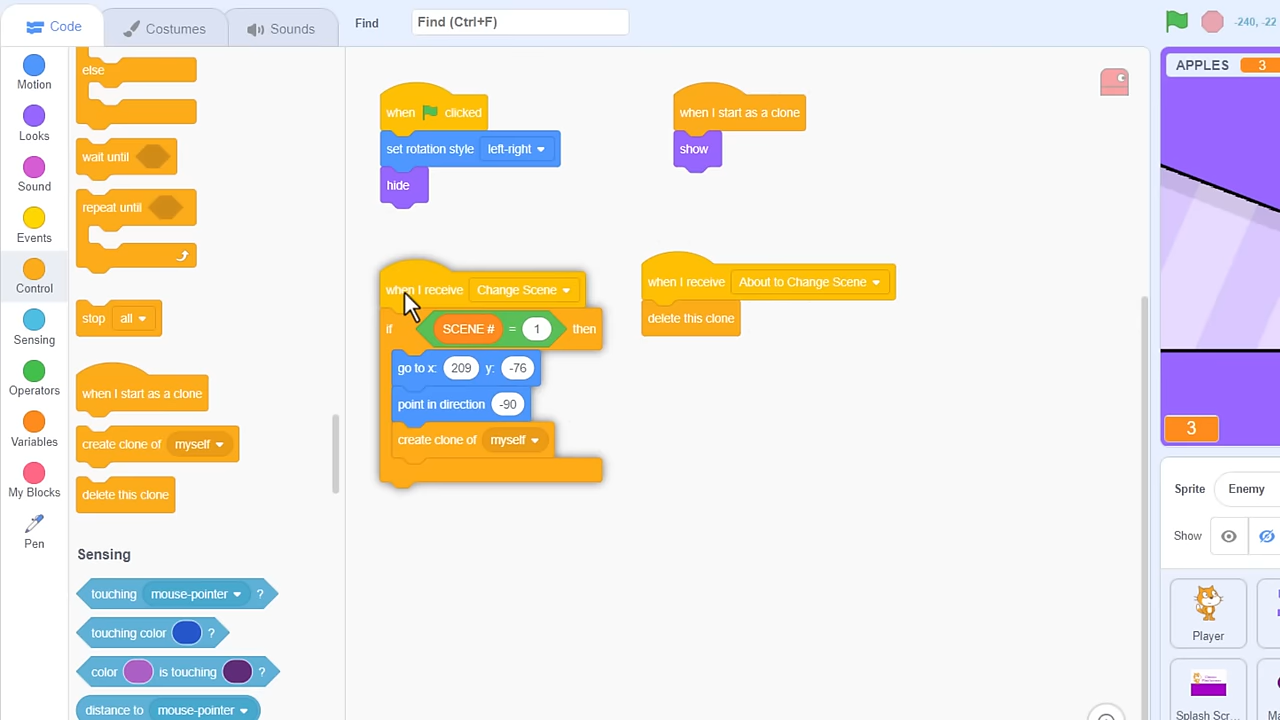 Code
Costumes
Sounds
Find
Find (Ctrl+F)
-240, -22
Motion
Looks
Sound
Events
Control
Sensing
Operators
Variables
My Blocks
Pen
else
wait until
repeat until
stop all
when I start as a clone
create clone of myself
delete this clone
Sensing
touching mouse-pointer ?
touching color ?
color is touching ?
distance to mouse-pointer
when clicked
set rotation style left-right
hide
when I start as a clone
show
when I receive Change Scene
if SCENE # = 1 then
go to x: 209 y: -76
point in direction -90
create clone of myself
when I receive About to Change Scene
delete this clone
APPLES 3
3
Sprite Enemy
Show
Player
Splash Scr...